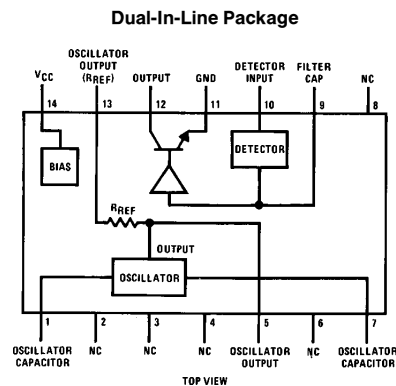 Dual-In-Line Package
OSCILLATOR
OUTPUT
(RREF)
VCC
OUTPUT
GND
DETECTOR
INPUT
FILTER
CAP
NC
14
13
12
11
10
9
8
BIAS
DETECTOR
RREF
OUTPUT
OSCILLATOR
1
2
3
4
5
6
7
OSCILLATOR
CAPACITOR
NC
NC
NC
OSCILLATOR
OUTPUT
NC
OSCILLATOR
CAPACITOR
TOP VIEW